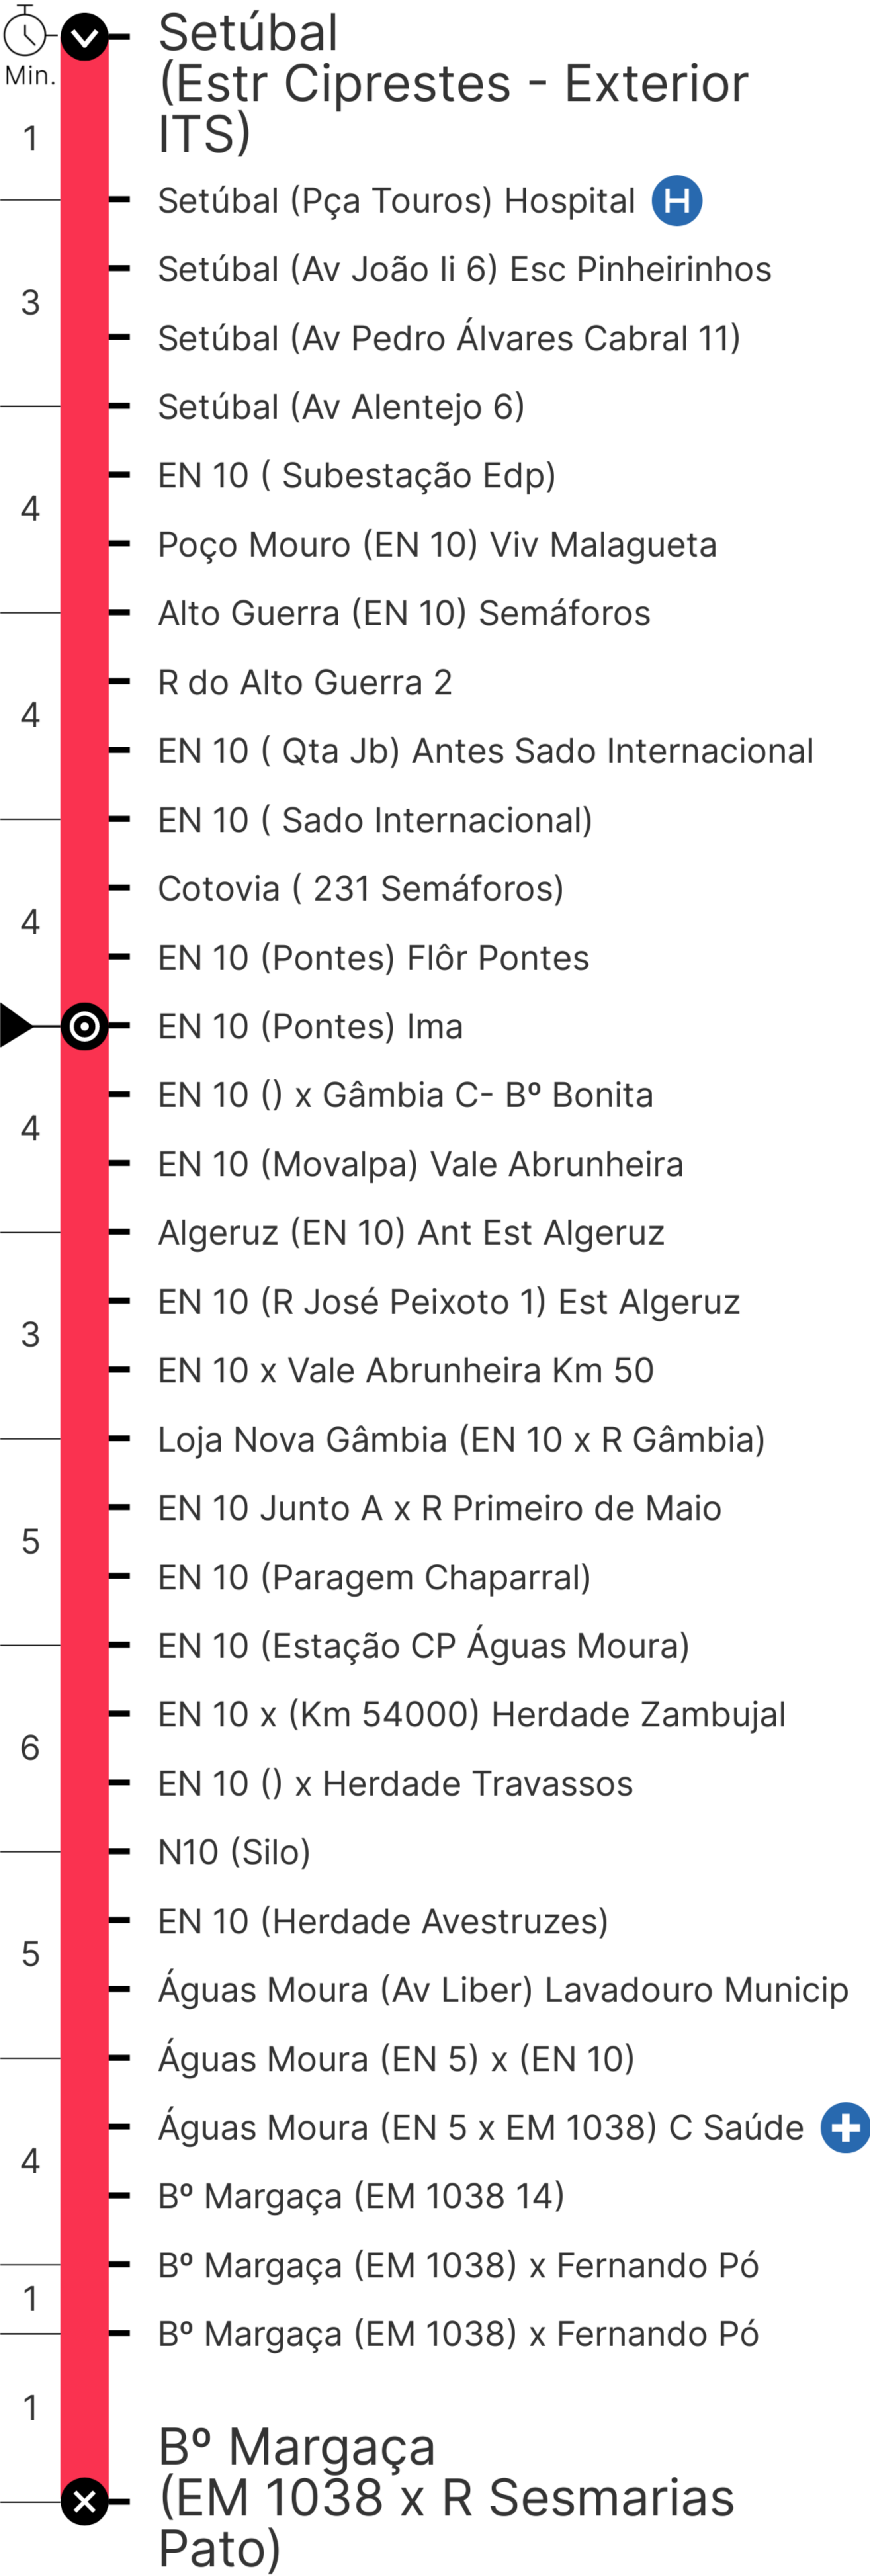 Setúbal
(Estr Ciprestes - Exterior
ITS)
Min.
1
Setúbal (Pça Touros) Hospital H
Setúbal (Av João Ii 6) Esc Pinheirinhos
3
Setúbal (Av Pedro Álvares Cabral 11)
Setúbal (Av Alentejo 6)
EN 10 ( Subestação Edp)
4
Poço Mouro (EN 10) Viv Malagueta
Alto Guerra (EN 10) Semáforos
R do Alto Guerra 2
4
EN 10 ( Qta Jb) Antes Sado Internacional
EN 10 ( Sado Internacional)
Cotovia ( 231 Semáforos)
4
EN 10 (Pontes) Flôr Pontes
EN 10 (Pontes) Ima
EN 10 () x Gâmbia C- Bº Bonita
4
EN 10 (Movalpa) Vale Abrunheira
Algeruz (EN 10) Ant Est Algeruz
EN 10 (R José Peixoto 1) Est Algeruz
3
EN 10 x Vale Abrunheira Km 50
Loja Nova Gâmbia (EN 10 x R Gâmbia)
EN 10 Junto A x R Primeiro de Maio
5
EN 10 (Paragem Chaparral)
EN 10 (Estação CP Águas Moura)
EN 10 x (Km 54000) Herdade Zambujal
6
EN 10 () x Herdade Travassos
N10 (Silo)
EN 10 (Herdade Avestruzes)
5
Águas Moura (Av Liber) Lavadouro Municip
Águas Moura (EN 5) x (EN 10)
Águas Moura (EN 5 x EM 1038) C Saúde
4
Bº Margaça (EM 1038 14)
Bº Margaça (EM 1038) x Fernando Pó
1
Bº Margaça (EM 1038) x Fernando Pó
1
Bº Margaça
(EM 1038 x R Sesmarias
Pato)